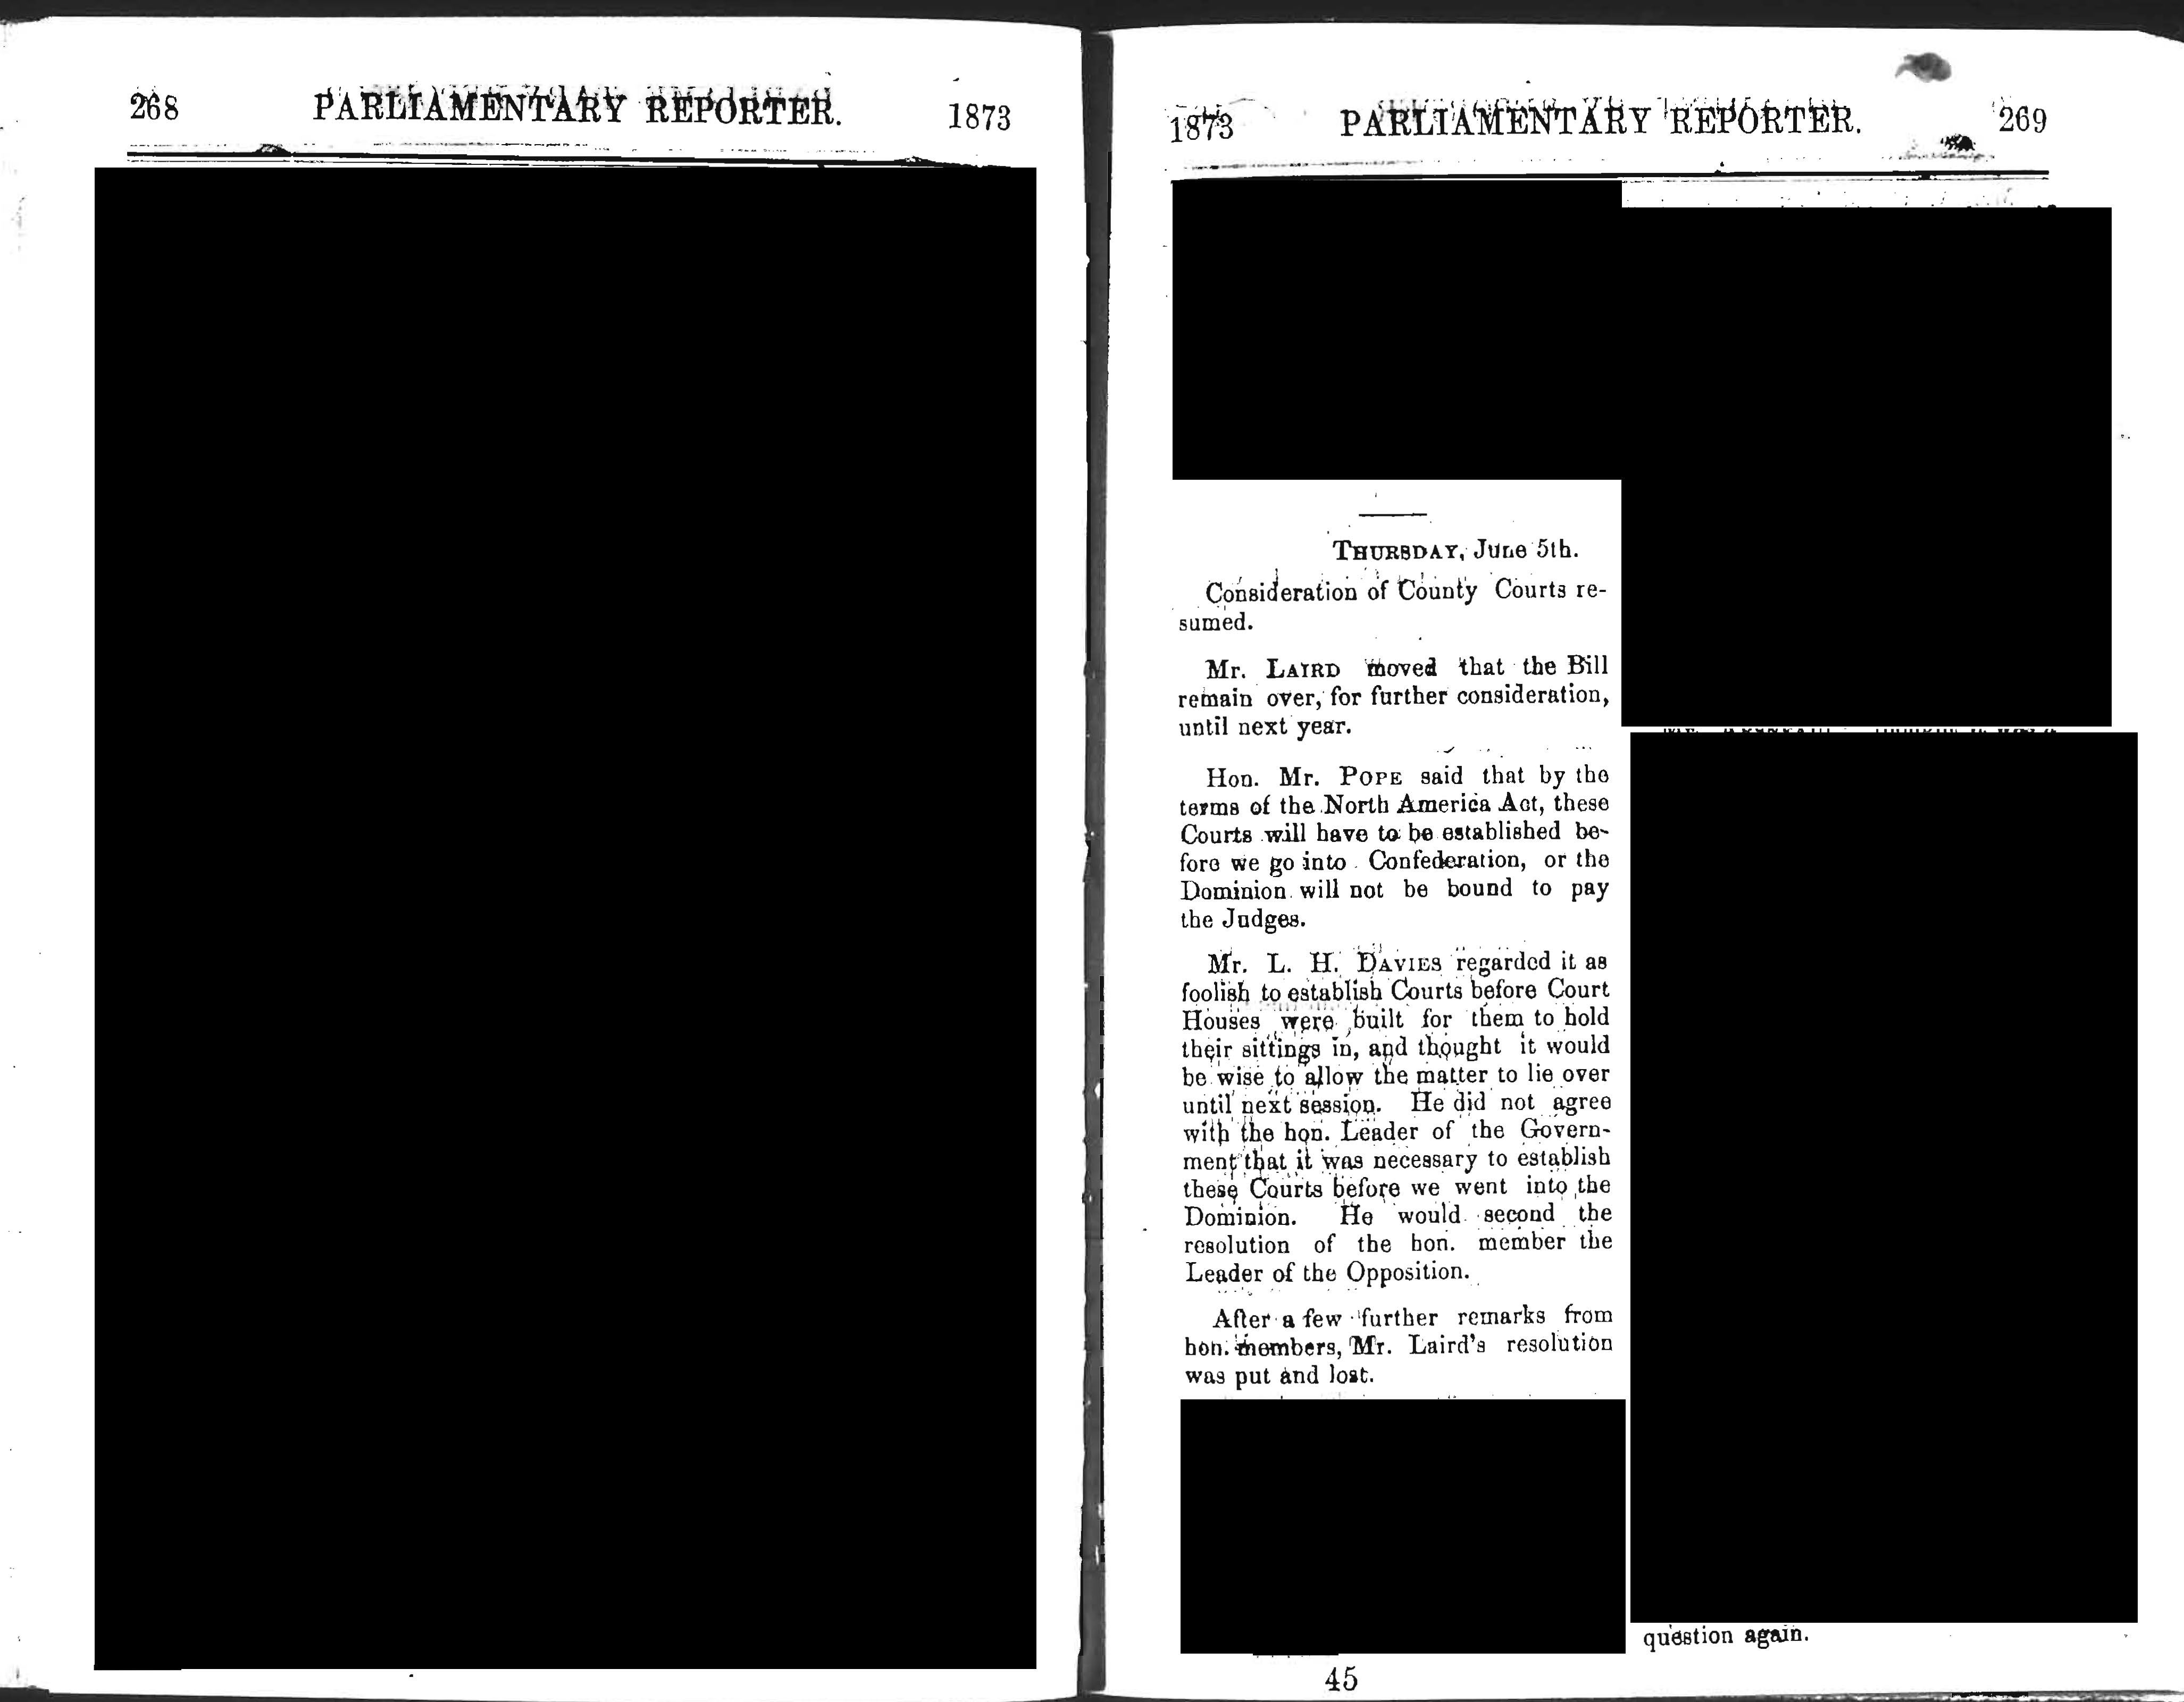 268 PARLIAMENTARY REPORTER. 1873
1873 PARLIAMENTARY REPORTER. 269
THURSDAY, June 5th.
Consideration of County Courts re-
sumed.
Mr. LAIRD moved that the Bill
remain over, for further consideration,
until next year.
Hon. Mr. POPE said that by the
terms of the North America Act, these
Courts will have to be established be-
fore we go into Confederation, or the
Dominion will not be bound to pay
the Judges.
Mr. L. H. DAVIES regarded it as
foolish to establish Courts before Court
Houses were built for them to hold
their sittings in, and thought it would
be wise to allow the matter to lie over
until next session. He did not agree
with the hon. Leader of the Govern-
ment that it was necessary to establish
these Courts before we went into the
Dominion. He would second the
resolution of the hon. member the
Leader of the Opposition.
After a few further remarks from
hon. members, Mr. Laird's resolution
was put and lost.
question again.
45